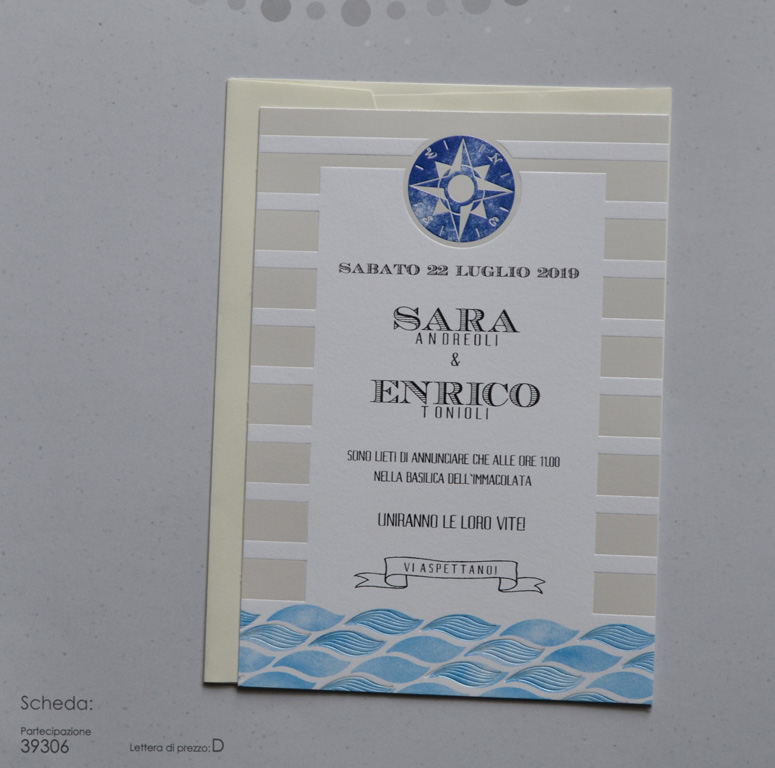 SABATO 22 LUGLIO 2019
SARA
ANDREOLI
&
ENRICO
TONIOLI
SONO LIETI DI ANNUNCIARE CHE ALLE ORE 11.00
NELLA BASILICA DELL'IMMACOLATA
UNIRANNO LE LORO VITE!
VI ASPETTANO!
Scheda:
Partecipazione
39306
Lettera di prezzo: D